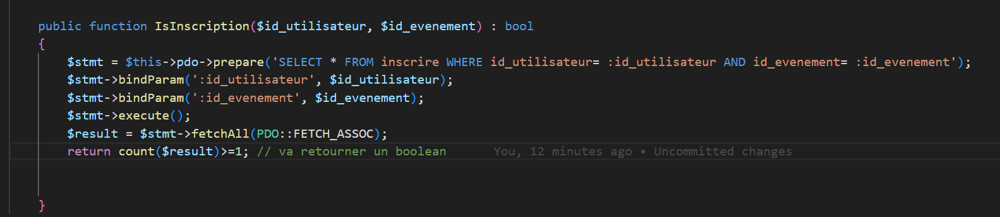 public function IsInscription($id_utilisateur, $id_evenement) : bool
{
$stmt = $this->pdo->prepare('SELECT * FROM inscrire WHERE id_utilisateur= :id_utilisateur AND id_evenement= :id_evenement');
$stmt->bindParam(':id_utilisateur', $id_utilisateur);
$stmt->bindParam(':id_evenement', $id_evenement);
$stmt->execute();
$result = $stmt->fetchAll(PDO::FETCH_ASSOC);
return count($result)>=1; // va retourner un boolean You, 12 minutes ago • Uncommitted changes
}